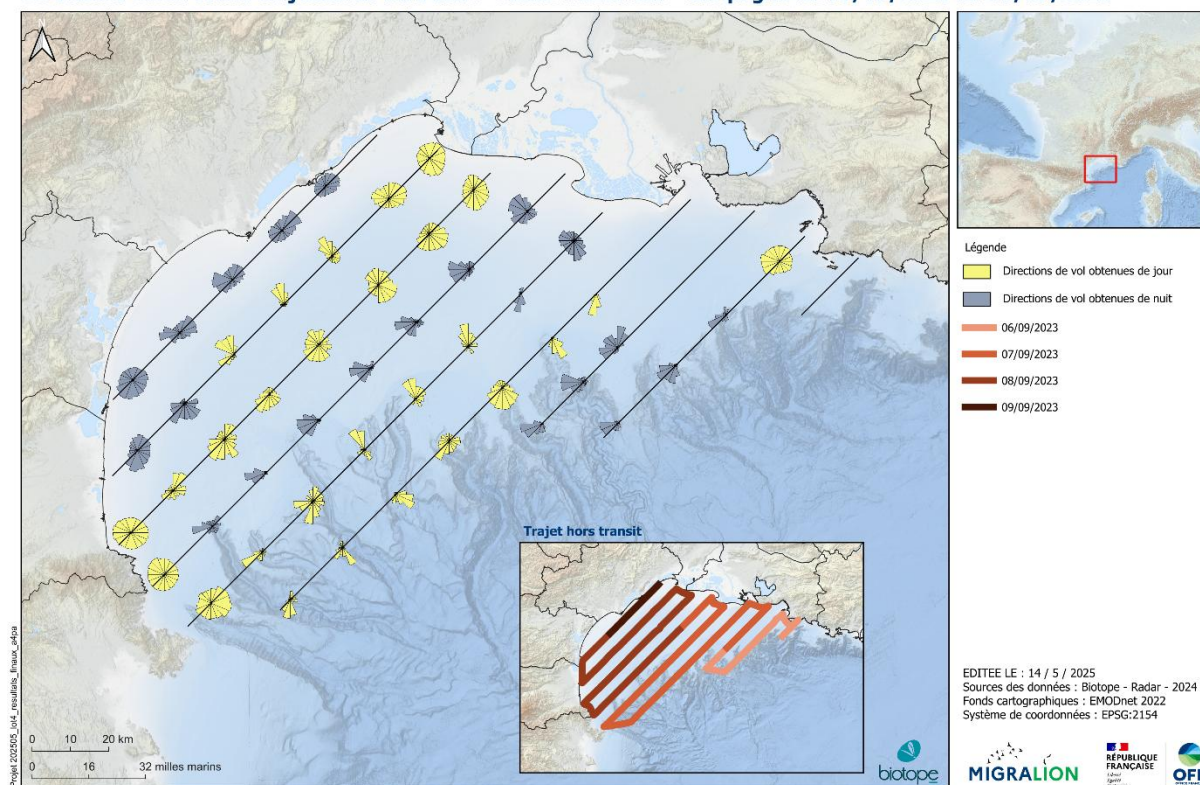 Légende
Directions de vol obtenues de jour
Directions de vol obtenues de nuit
06/09/2023
07/09/2023
08/09/2023
09/09/2023
Trajet hors transit
0 10 20 km
0 16 32 milles marins
Projet 202505_lot4_resultats_finaux_a4pa
biotope
EDITEE LE : 14 / 5 / 2025
Sources des données : Biotope - Radar - 2024
Fonds cartographiques : EMODnet 2022
Système de coordonnées : EPSG:2154
MIGRALION
RÉPUBLIQUE
FRANÇAISE